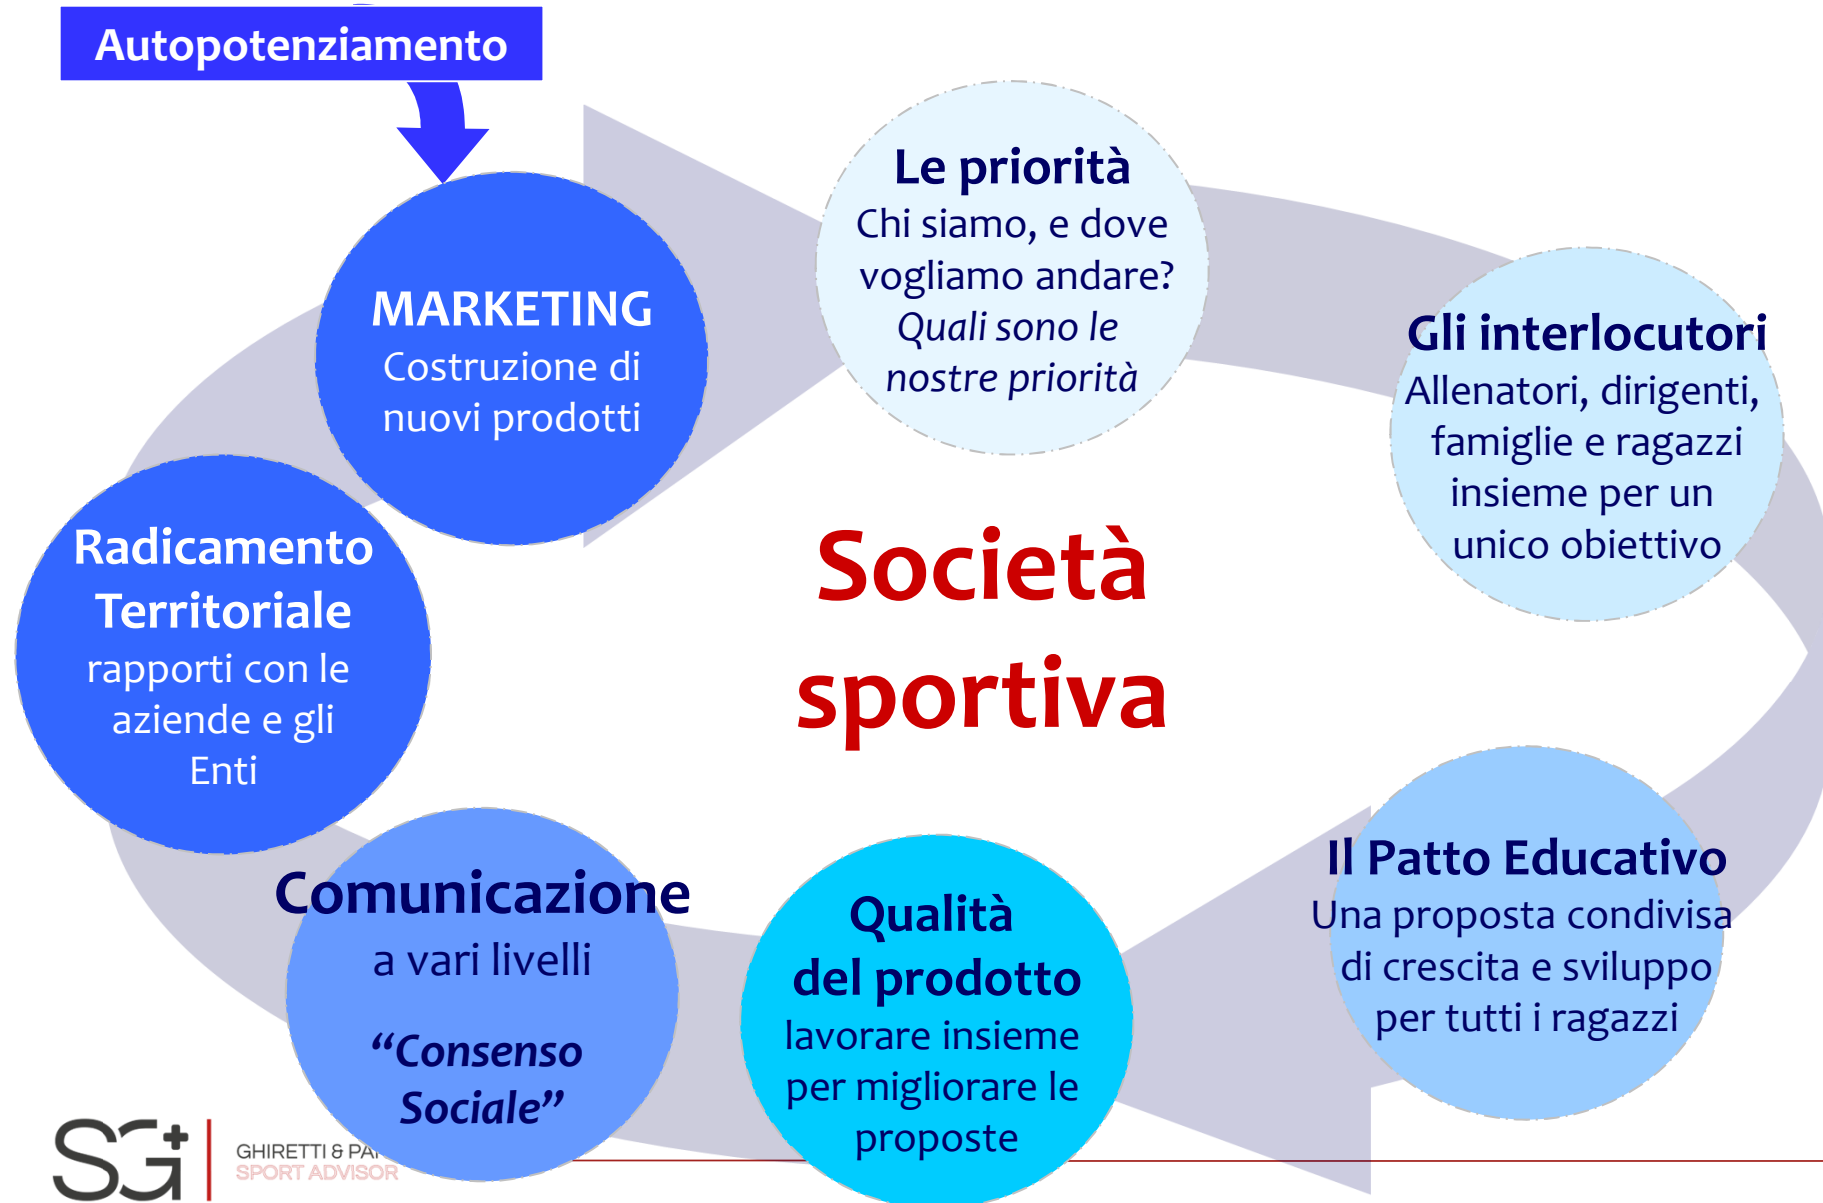 Autopotenziamento
Le priorità
Chi siamo, e dove
vogliamo andare?
Quali sono le
nostre priorità
Gli interlocutori
Allenatori, dirigenti,
famiglie e ragazzi
insieme per un
unico obiettivo
Il Patto Educativo
Una proposta condivisa
di crescita e sviluppo
per tutti i ragazzi
Qualità
del prodotto
lavorare insieme
per migliorare le
proposte
Comunicazione
a vari livelli
“Consenso
Sociale”
Radicamento
Territoriale
rapporti con le
aziende e gli
Enti
MARKETING
Costruzione di
nuovi prodotti
Società
sportiva
SG+
GHIRETTI &
SPORT ADVISOR